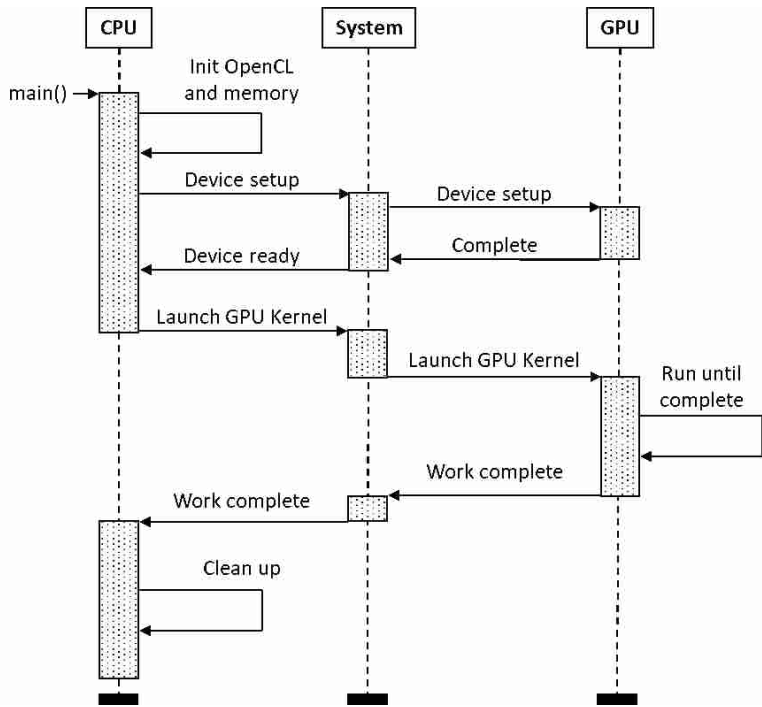 CPU
System
GPU
Init OpenCL
and memory
main()
Device setup
Device setup
Complete
Device ready
Launch GPU Kernel
Launch GPU Kernel
Run until
complete
Work complete
Work complete
Clean up